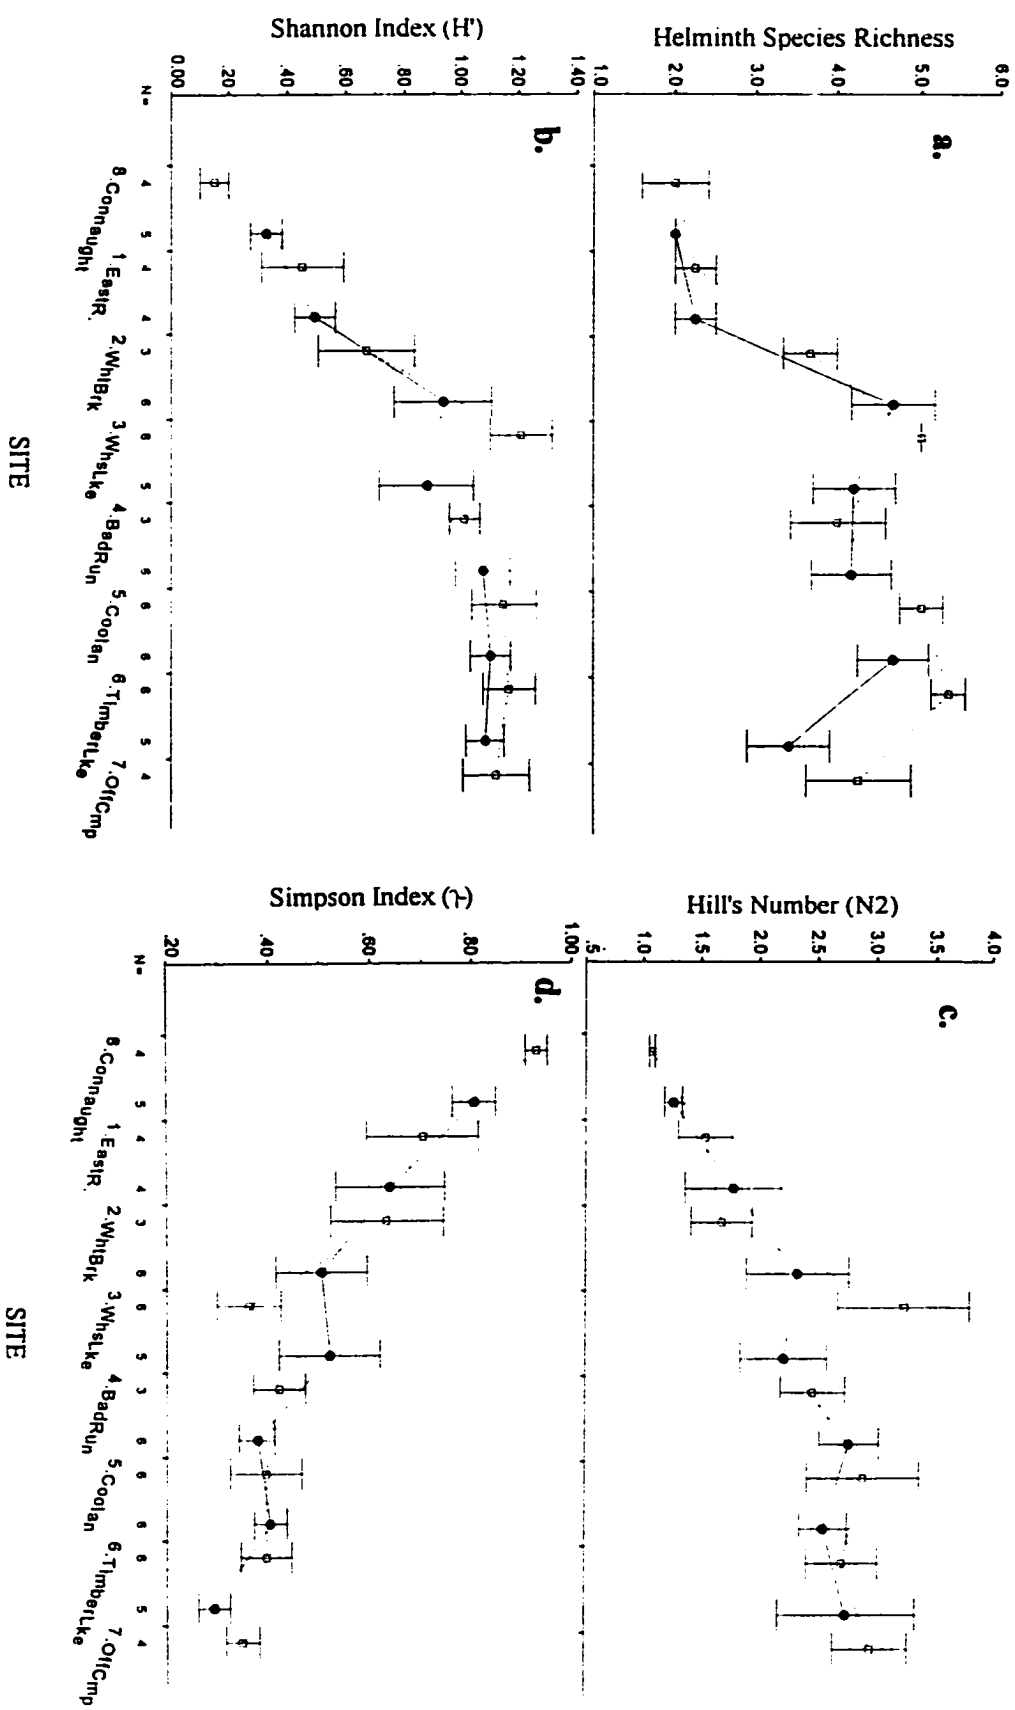 a.
Helminth Species Richness
6.0
5.0
4.0
3.0
2.0
1.0
b.
Shannon Index (H')
1.40
1.20
1.00
.80
.60
.40
.20
0.00
N= 4 5 4 4 3 6 6 5 3 6 6 6 6 5 4
8.Connaught 1.EastR. 2.WhtBrk 3.WhsLke 4.BadRun 5.Coolan 6.TimberLke 7.OffCmp
SITE
c.
Hill's Number (N2)
4.0
3.5
3.0
2.5
2.0
1.5
1.0
.5
d.
Simpson Index (γ)
1.00
.80
.60
.40
.20
N= 4 5 4 4 3 6 6 5 3 6 6 6 6 5 4
8.Connaught 1.EastR. 2.WhtBrk 3.WhsLke 4.BadRun 5.Coolan 6.TimberLke 7.OffCmp
SITE